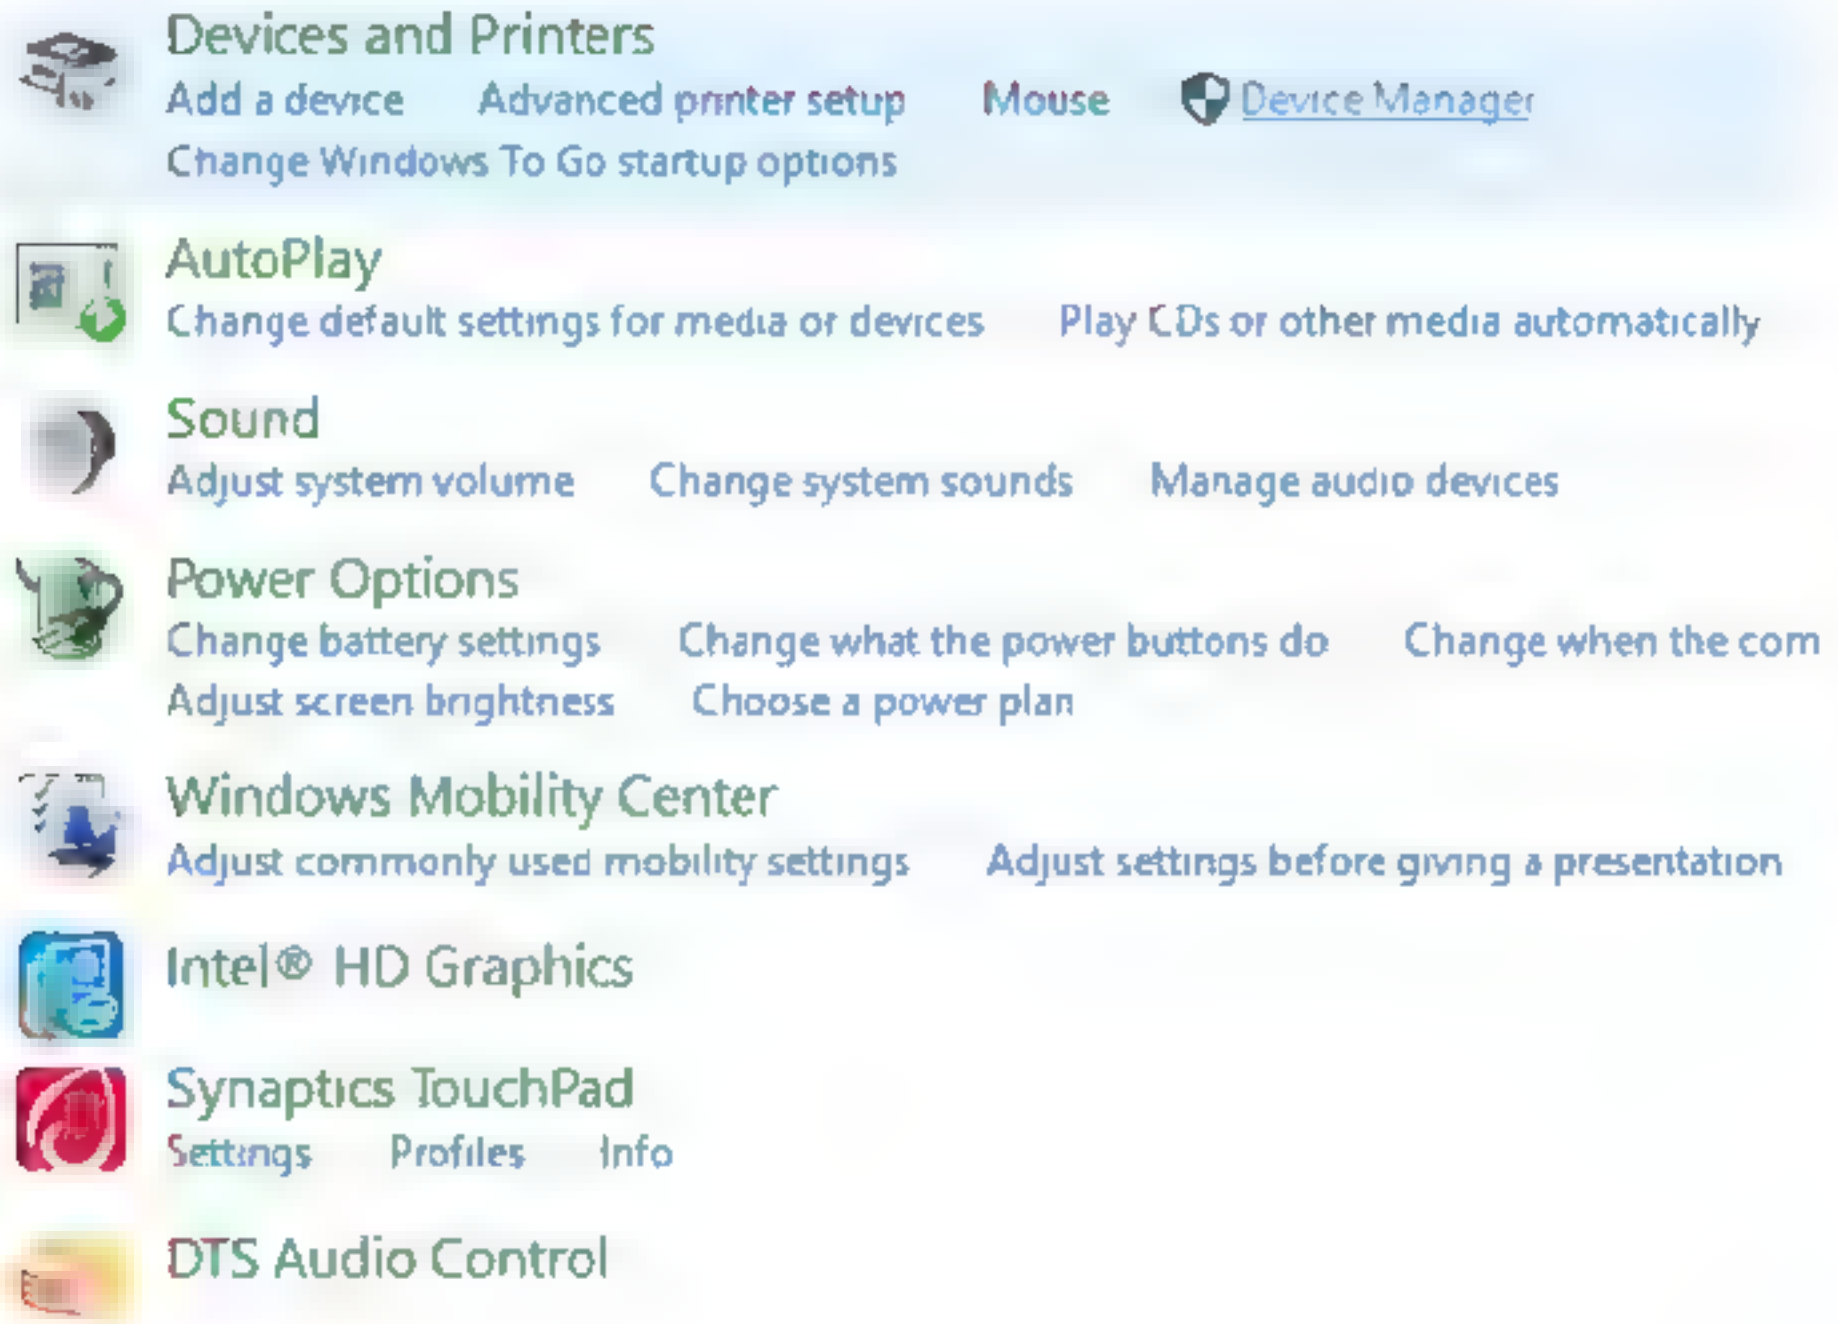 Devices and Printers
Add a device Advanced printer setup Mouse Device Manager
Change Windows To Go startup options
AutoPlay
Change default settings for media or devices Play CDs or other media automatically
Sound
Adjust system volume Change system sounds Manage audio devices
Power Options
Change battery settings Change what the power buttons do Change when the com
Adjust screen brightness Choose a power plan
Windows Mobility Center
Adjust commonly used mobility settings Adjust settings before giving a presentation
Intel® HD Graphics
Synaptics TouchPad
Settings Profiles Info
DTS Audio Control